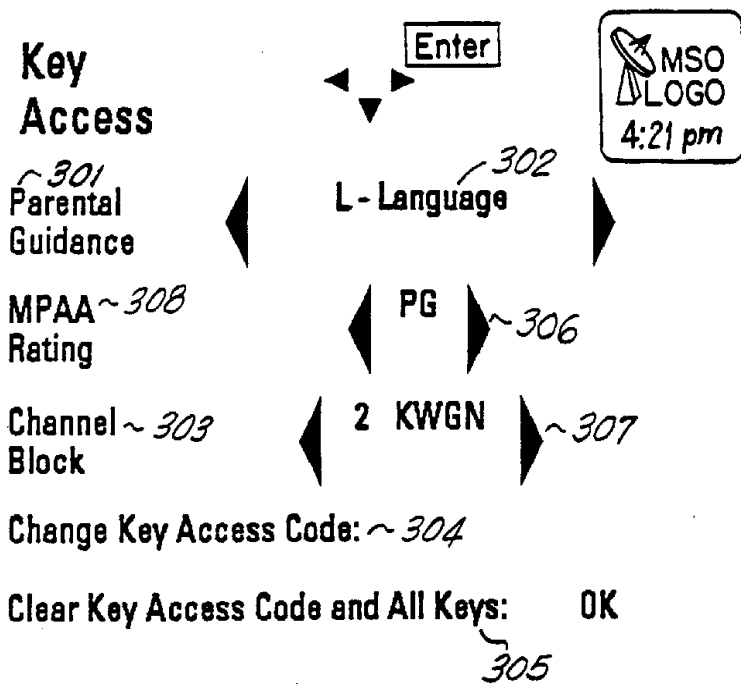 Key
Access
Enter
MSO
LOGO
4:21 pm
301
302
Parental
Guidance
L - Language
MPAA
Rating
308
PG
306
Channel
Block
303
2 KWGN
307
Change Key Access Code: 304
Clear Key Access Code and All Keys: OK
305